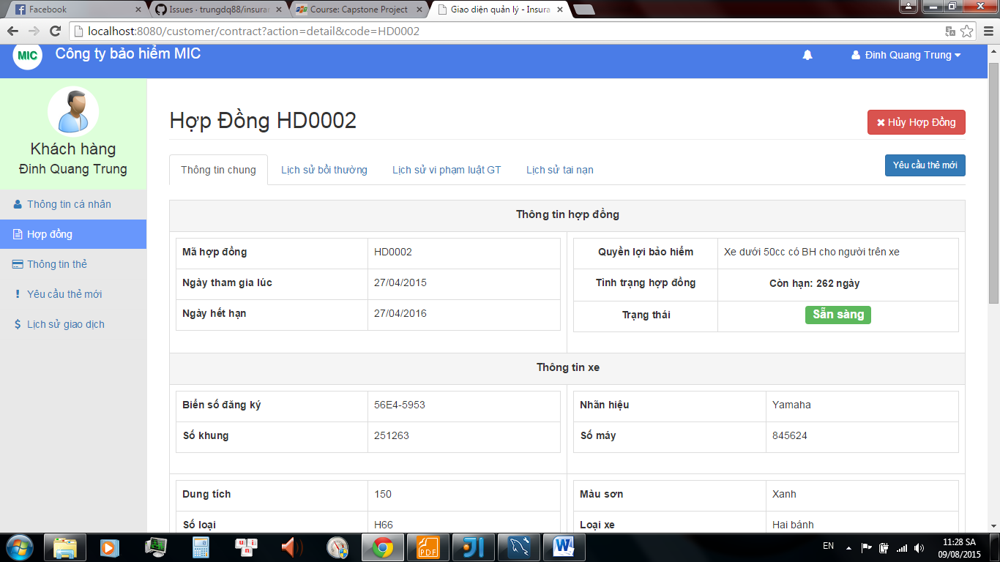 Facebook
Issues · trungdq88/insurar
Course: Capstone Project
Giao diện quản lý - Insura
localhost:8080/customer/contract?action=detail&code=HD0002
MIC
Công ty bảo hiểm MIC
Đinh Quang Trung
Khách hàng
Đinh Quang Trung
Thông tin cá nhân
Hợp đồng
Thông tin thẻ
Yêu cầu thẻ mới
Lịch sử giao dịch
Hợp Đồng HD0002
Hủy Hợp Đồng
Thông tin chung
Lịch sử bồi thường
Lịch sử vi phạm luật GT
Lịch sử tai nạn
Yêu cầu thẻ mới
Thông tin hợp đồng
Mã hợp đồng HD0002
Ngày tham gia lúc 27/04/2015
Ngày hết hạn 27/04/2016
Quyền lợi bảo hiểm Xe dưới 50cc có BH cho người trên xe
Tình trạng hợp đồng Còn hạn: 262 ngày
Trạng thái Sẵn sàng
Thông tin xe
Biển số đăng ký 56E4-5953
Số khung 251263
Nhãn hiệu Yamaha
Số máy 845624
Dung tích 150
Số loại H66
Màu sơn Xanh
Loại xe Hai bánh
PDF
EN
11:28 SA
09/08/2015